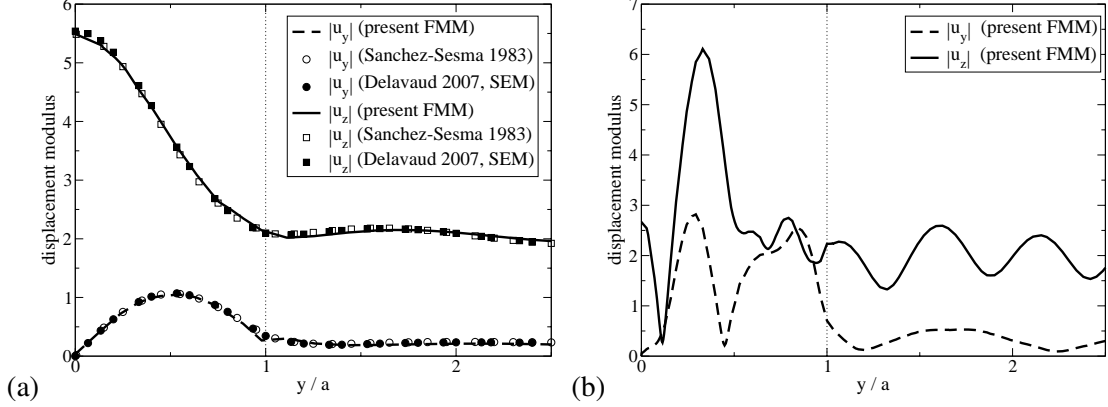 displacement modulus
6
5
4
3
2
1
0
0
1
2
y / a
|u_y| (present FMM)
|u_y| (Sanchez-Sesma 1983)
|u_y| (Delavaud 2007, SEM)
|u_z| (present FMM)
|u_z| (Sanchez-Sesma 1983)
|u_z| (Delavaud 2007, SEM)
(a)
displacement modulus
7
6
5
4
3
2
1
0
0
1
2
y / a
|u_y| (present FMM)
|u_z| (present FMM)
(b)